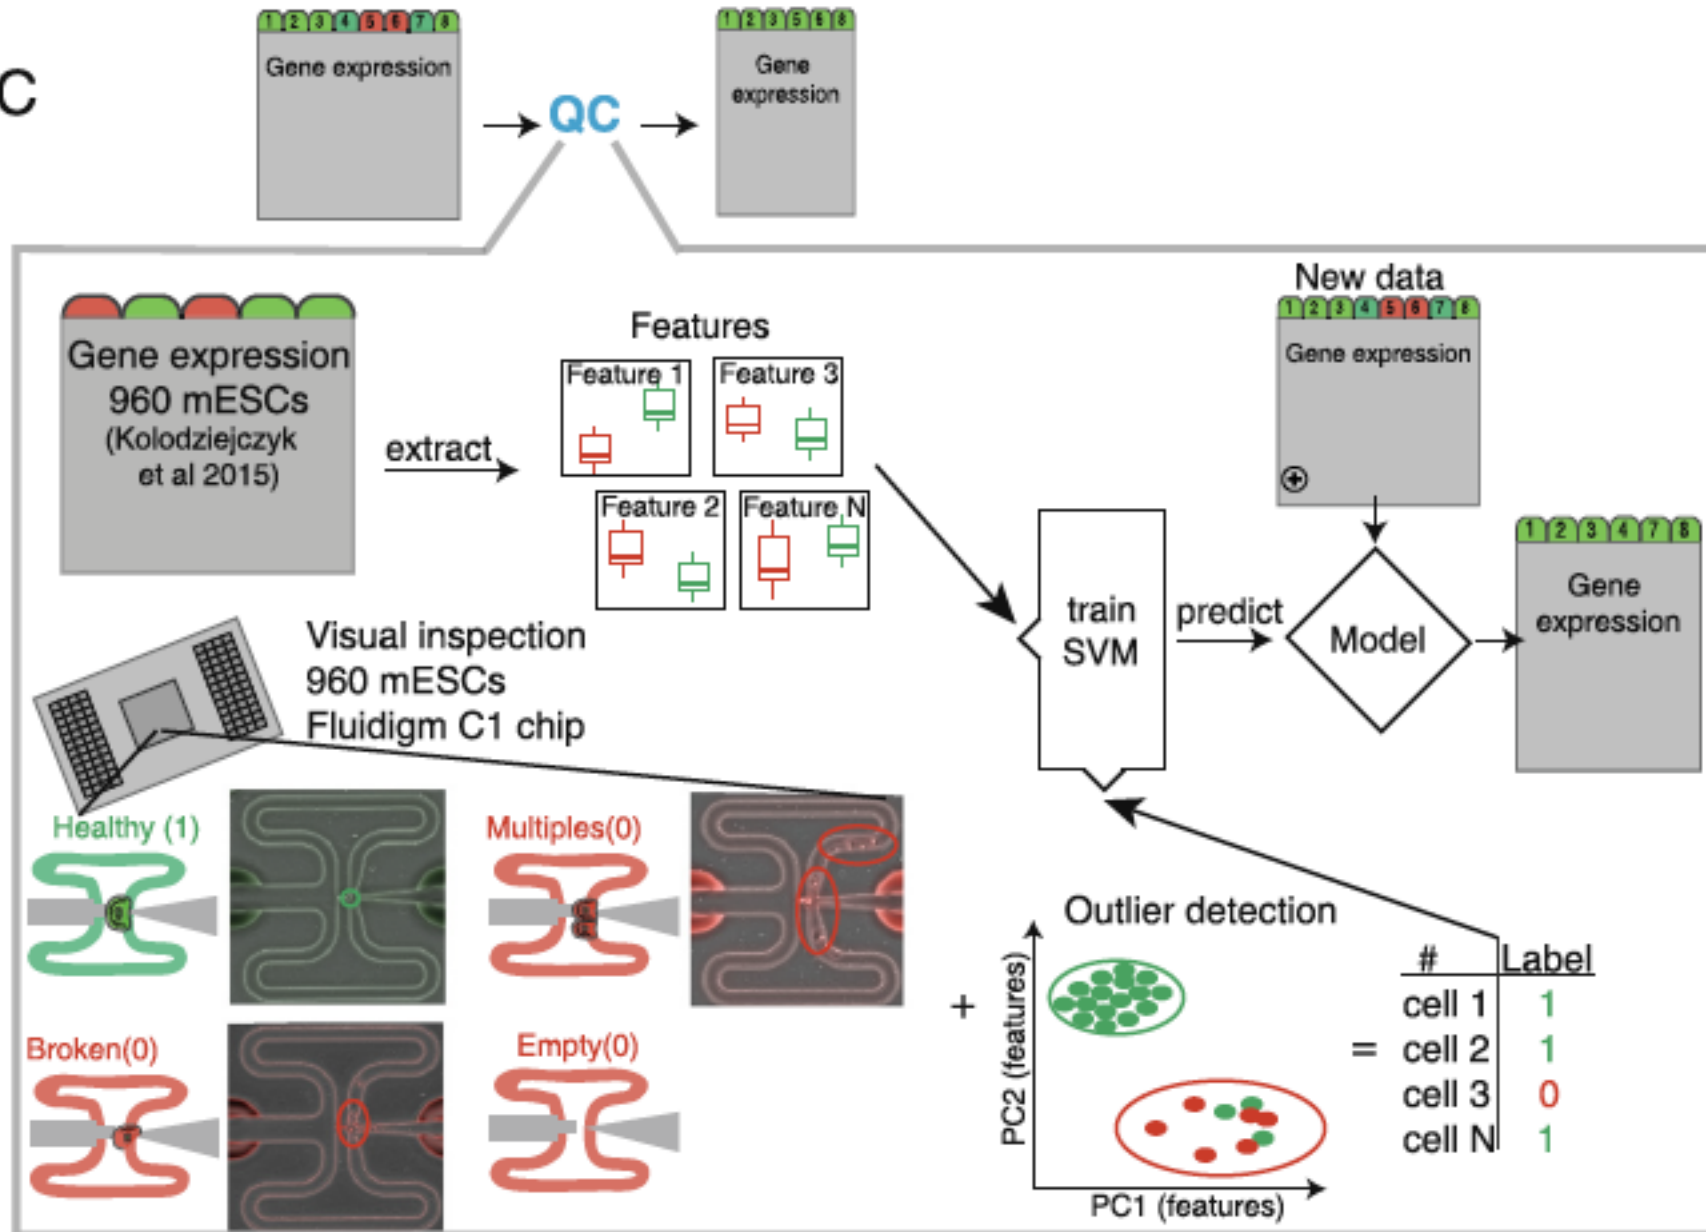 C
1 2 3 4 5 6 7 8
Gene expression
QC
1 2 3 5 6 8
Gene
expression
Gene expression
960 mESCs
(Kolodziejczyk
et al 2015)
extract
Features
Feature 1
Feature 3
Feature 2
Feature N
New data
1 2 3 4 5 6 7 8
Gene expression
train
SVM
predict
Model
1 2 3 4 7 8
Gene
expression
Visual inspection
960 mESCs
Fluidigm C1 chip
Healthy (1)
Multiples(0)
Broken(0)
Empty(0)
+
Outlier detection
PC2 (features)
PC1 (features)
=
# Label
cell 1 1
cell 2 1
cell 3 0
cell N 1